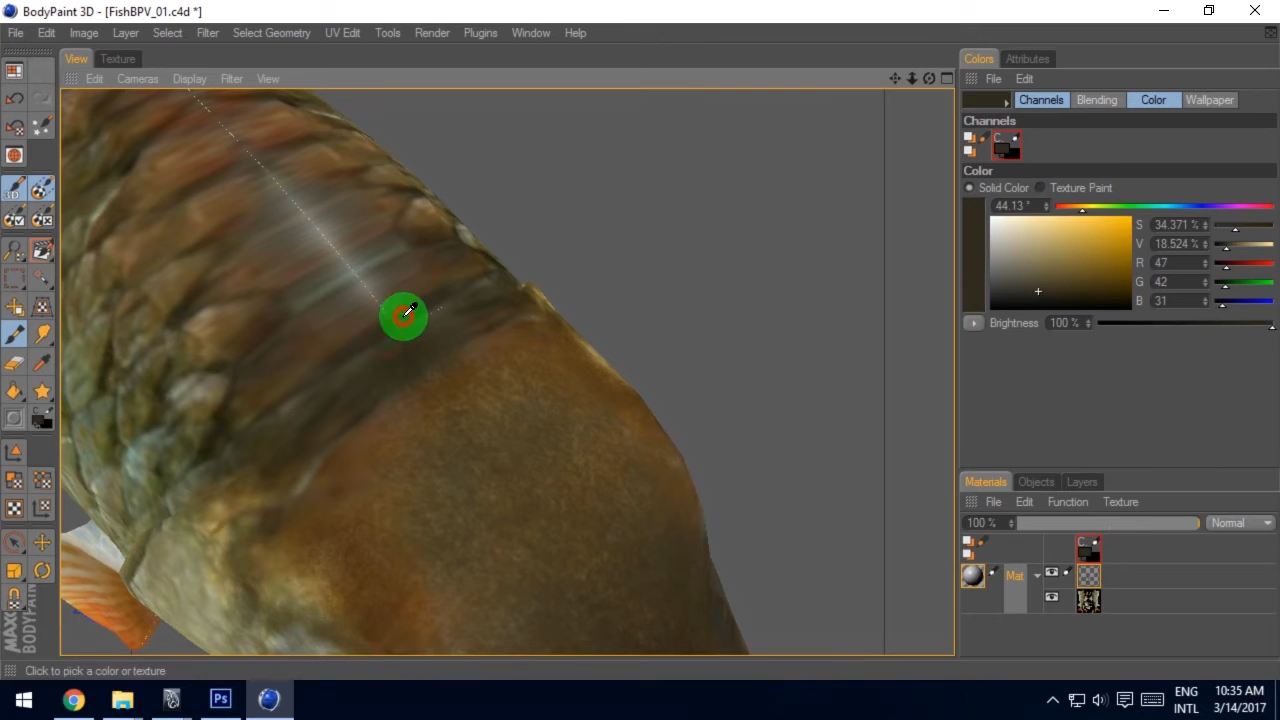 BodyPaint 3D - [FishBPV_01.c4d *]
File Edit Image Layer Select Filter Select Geometry UV Edit Tools Render Plugins Window Help
View Texture
Edit Cameras Display Filter View
Colors Attributes
File Edit
Channels Blending Color Wallpaper
Channels
C..
Color
Solid Color Texture Paint
44.13 °
S 34.371 %
V 18.524 %
R 47
G 42
B 31
Brightness 100 %
3D
C
Materials Objects Layers
File Edit Function Texture
100 % Normal
C..
Mat
MAXON
BODYPAINT
Click to pick a color or texture
Ps
ENG
INTL
10:35 AM
3/14/2017